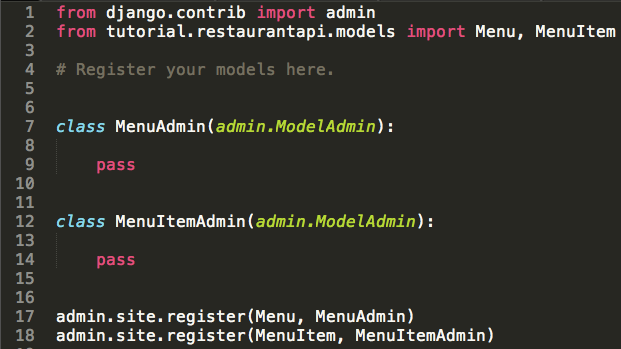 1 from django.contrib import admin
2 from tutorial.restaurantapi.models import Menu, MenuItem
3
4 # Register your models here.
5
6
7 class MenuAdmin(admin.ModelAdmin):
8
9     pass
10
11
12 class MenuItemAdmin(admin.ModelAdmin):
13
14     pass
15
16
17 admin.site.register(Menu, MenuAdmin)
18 admin.site.register(MenuItem, MenuItemAdmin)